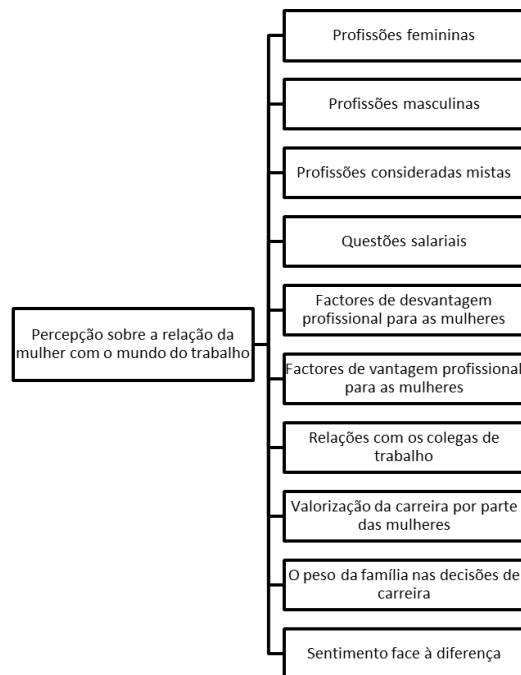 Profissões femininas
Profissões masculinas
Profissões consideradas mistas
Questões salariais
Percepção sobre a relação da
mulher com o mundo do trabalho
Factores de desvantagem
profissional para as mulheres
Factores de vantagem profissional
para as mulheres
Relações com os colegas de
trabalho
Valorização da carreira por parte
das mulheres
O peso da família nas decisões de
carreira
Sentimento face à diferença